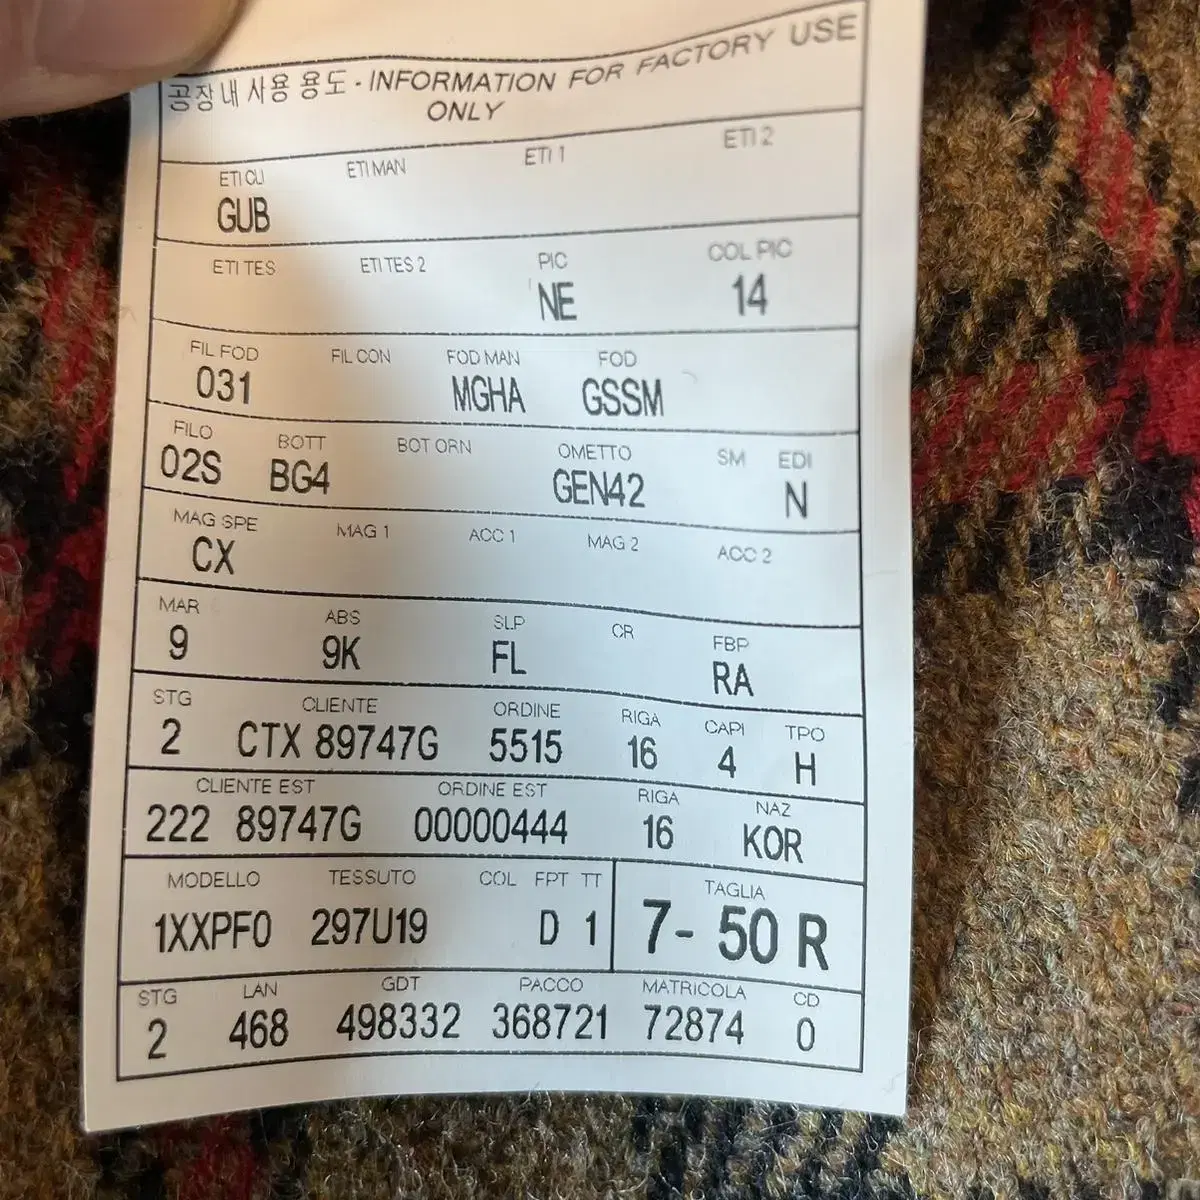 공장 내 사용 용도 - INFORMATION FOR FACTORY USE
ONLY
ETI CLI ETI MAN ETI 1 ETI 2
GUB
ETI TES ETI TES 2 PIC COL PIC
NE 14
FIL FOD FIL CON FOD MAN FOD
031 MGHA GSSM
FILO BOTT BOT ORN OMETTO SM EDI
02S BG4 GEN42 N
MAG SPE MAG 1 ACC 1 MAG 2 ACC 2
CX
MAR ABS SLP CR FBP
9 9K FL RA
STG CLIENTE ORDINE RIGA CAPI TPO
2 CTX 89747G 5515 16 4 H
CLIENTE EST ORDINE EST RIGA NAZ
222 89747G 00000444 16 KOR
MODELLO TESSUTO COL FPT TT TAGLIA
1XXPF0 297U19 D 1 7- 50 R
STG LAN GDT PACCO MATRICOLA CD
2 468 498332 368721 72874 0